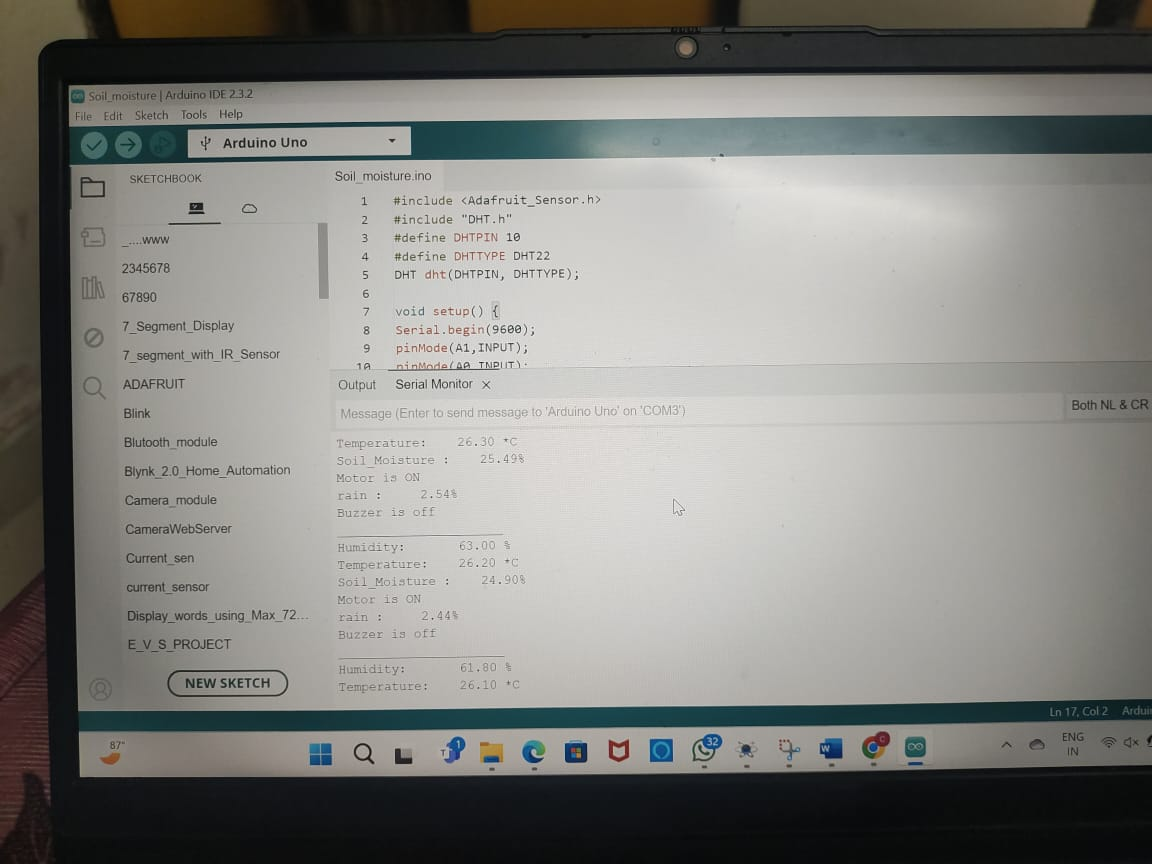 Soil_moisture | Arduino IDE 2.3.2
File Edit Sketch Tools Help
Arduino Uno
SKETCHBOOK
_....www
2345678
67890
7_Segment_Display
7_segment_with_IR_Sensor
ADAFRUIT
Blink
Blutooth_module
Blynk_2.0_Home_Automation
Camera_module
CameraWebServer
Current_sen
current_sensor
Display_words_using_Max_72...
E_V_S_PROJECT
NEW SKETCH
Soil_moisture.ino
1 #include <Adafruit_Sensor.h>
2 #include "DHT.h"
3 #define DHTPIN 10
4 #define DHTTYPE DHT22
5 DHT dht(DHTPIN, DHTTYPE);
6
7 void setup() {
8 Serial.begin(9600);
9 pinMode(A1,INPUT);
10 pinMode(A0,INPUT);
Output Serial Monitor ×
Message (Enter to send message to 'Arduino Uno' on 'COM3')
Both NL & CR
Temperature: 26.30 *C
Soil_Moisture : 25.49%
Motor is ON
rain : 2.54%
Buzzer is off
Humidity: 63.00 %
Temperature: 26.20 *C
Soil_Moisture : 24.90%
Motor is ON
rain : 2.44%
Buzzer is off
Humidity: 61.80 %
Temperature: 26.10 *C
Ln 17, Col 2 Ardui
87°
1
32
W
C
ENG
IN